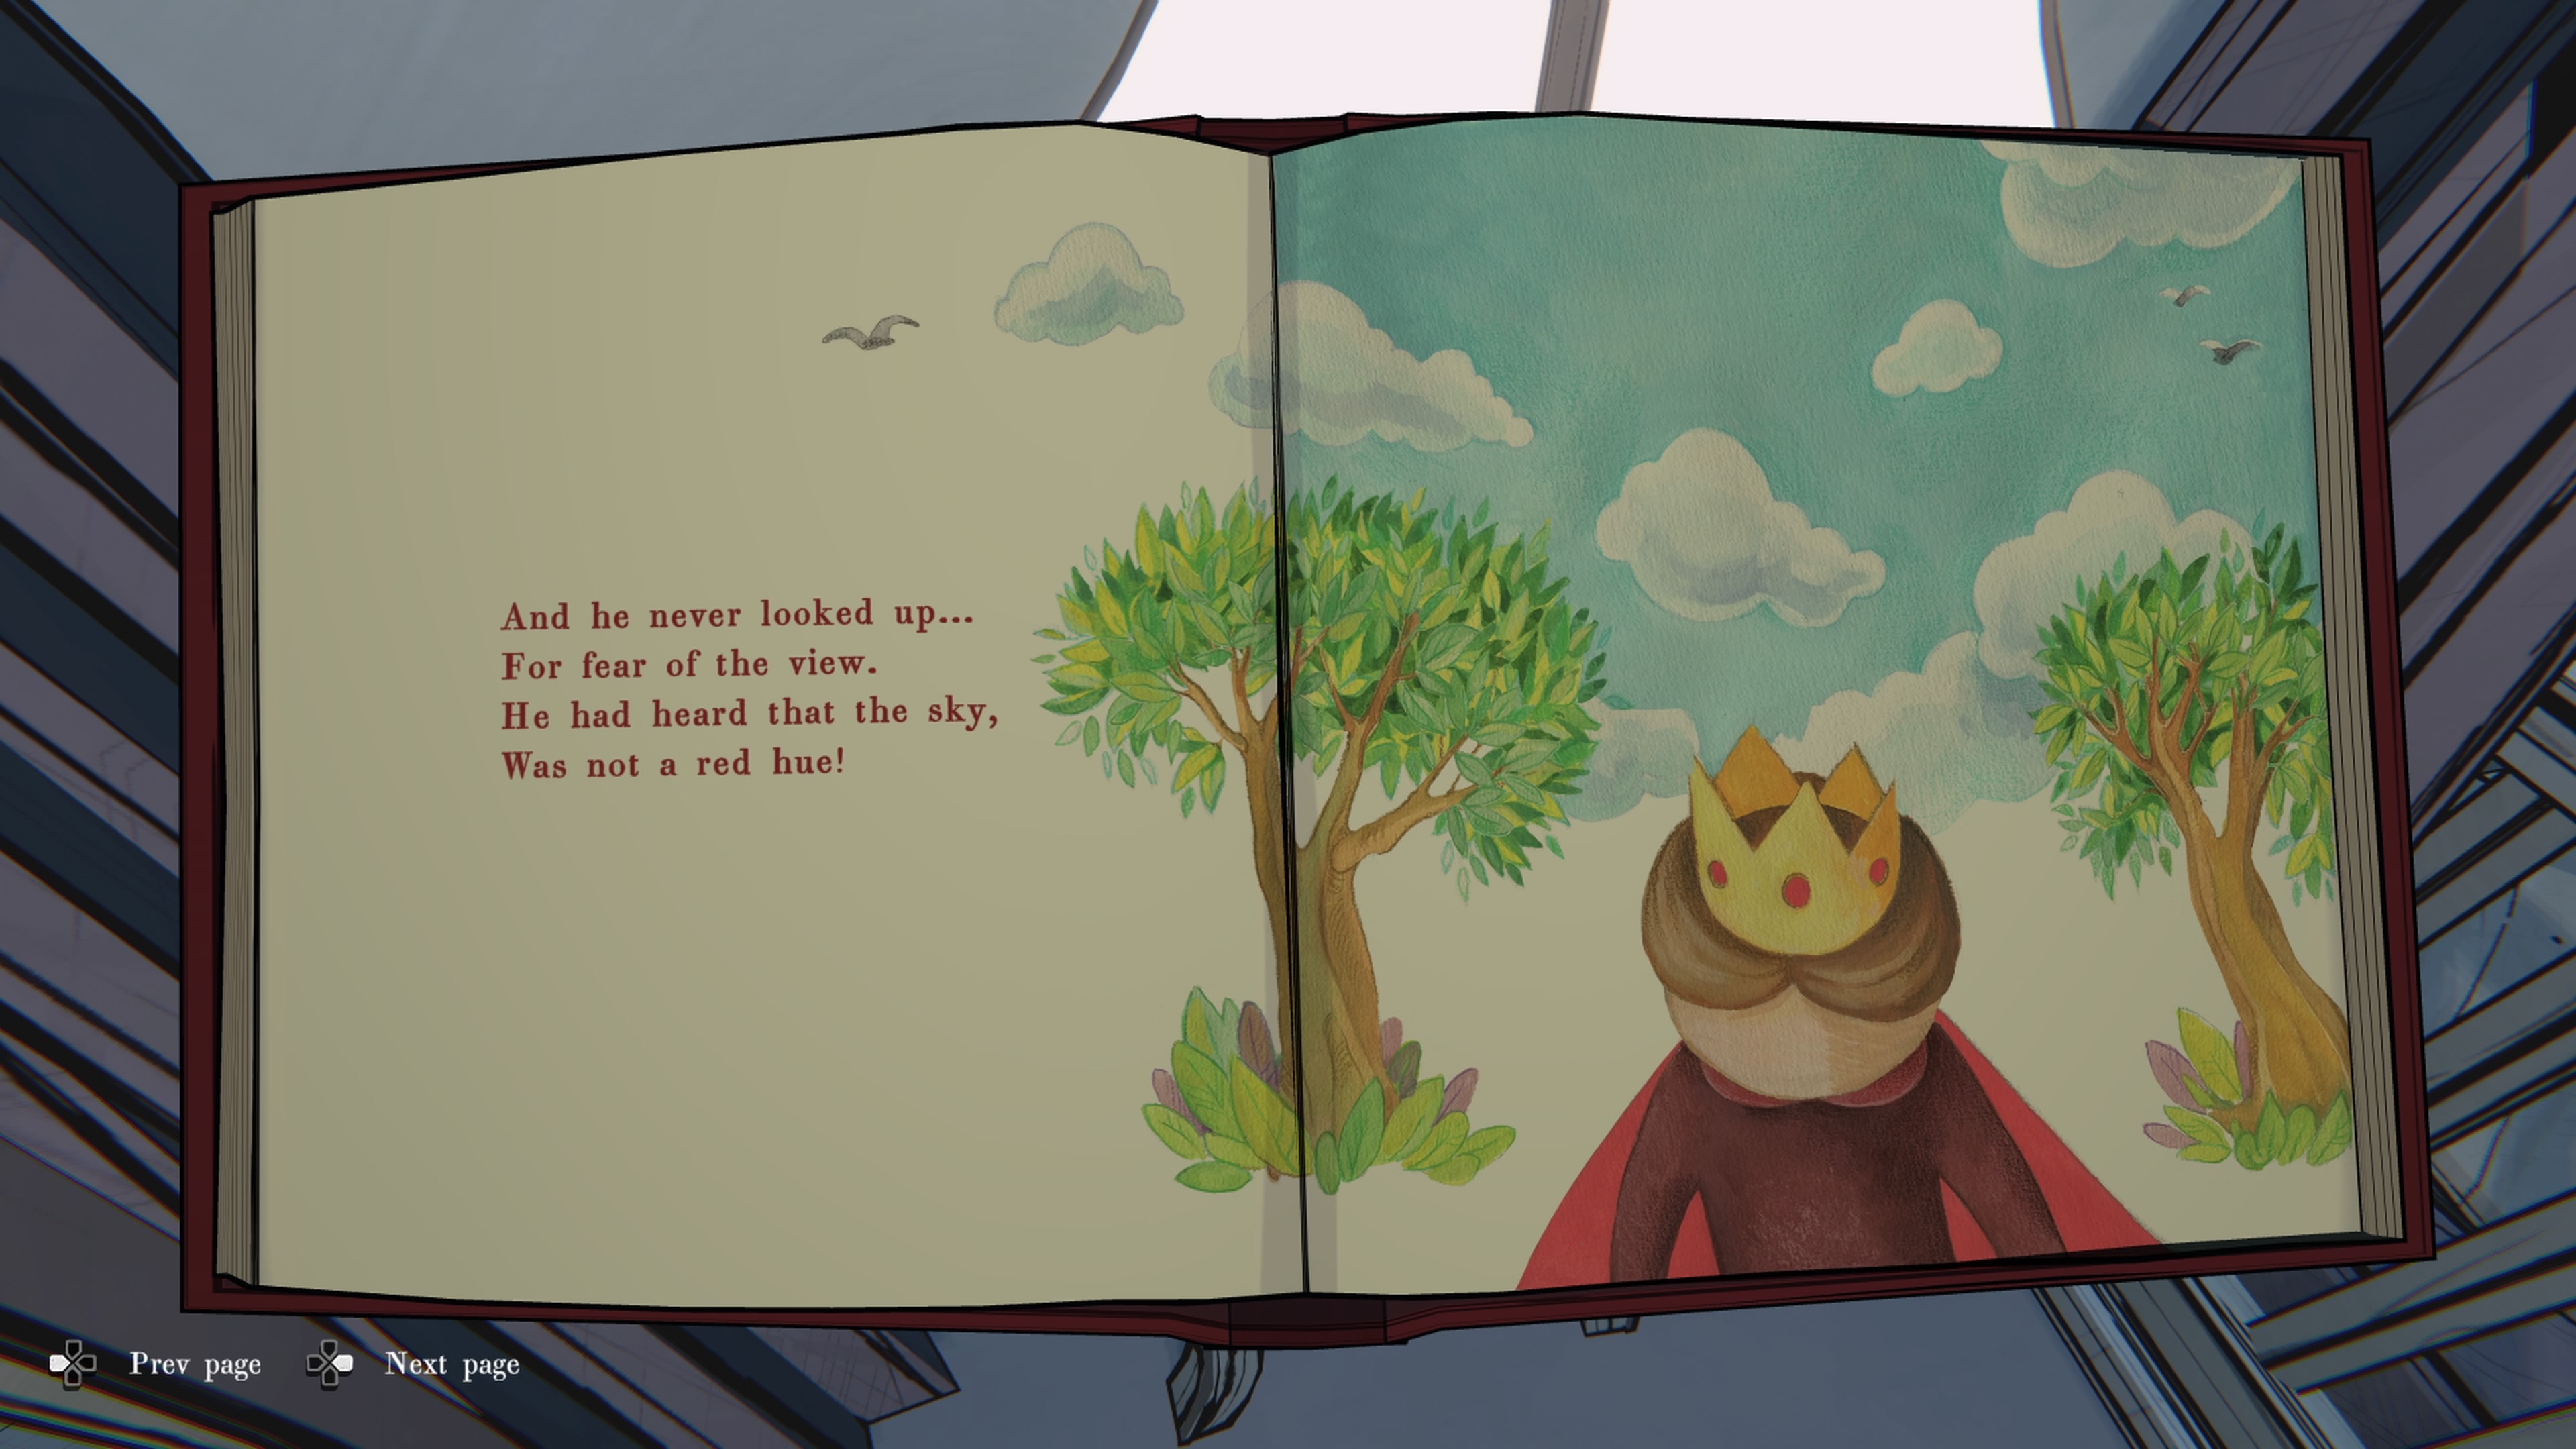 And he never looked up...
For fear of the view.
He had heard that the sky,
Was not a red hue!
Prev page
Next page